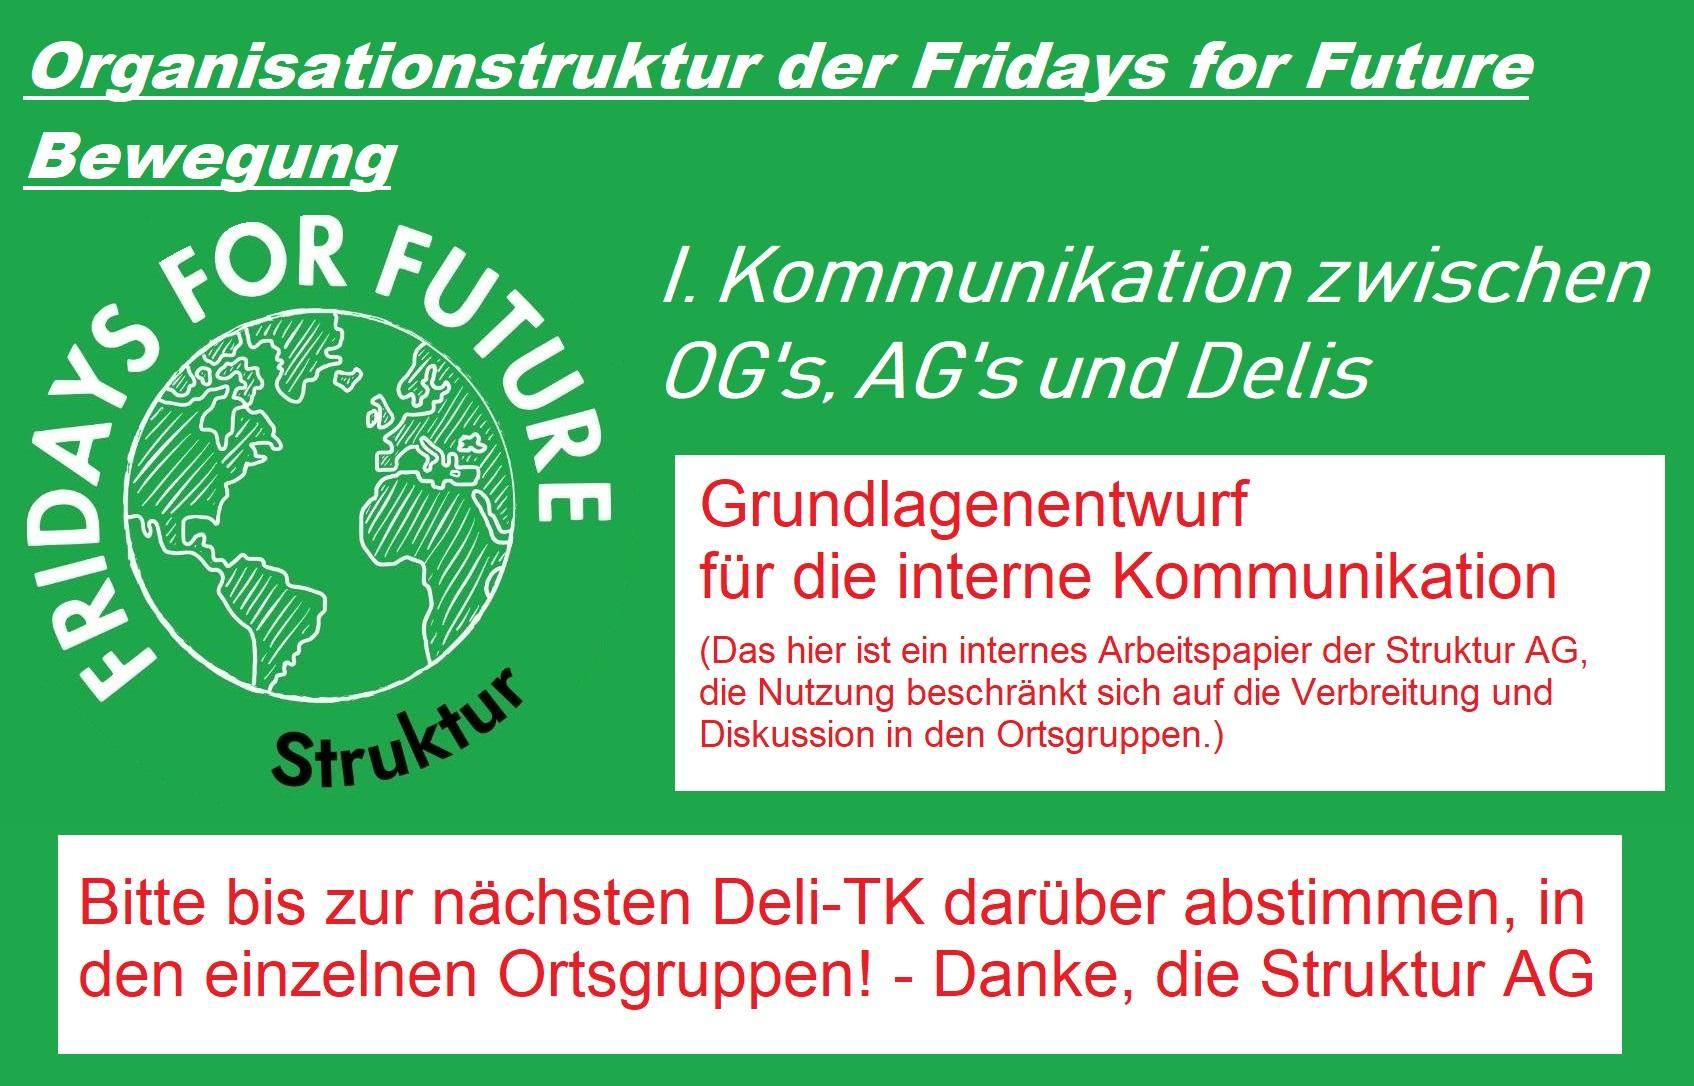 Organisationstruktur der Fridays for Future
Bewegung
FRIDAYS FOR FUTURE
Struktur
I. Kommunikation zwischen
OG's, AG's und Delis
Grundlagenentwurf
für die interne Kommunikation
(Das hier ist ein internes Arbeitspapier der Struktur AG,
die Nutzung beschränkt sich auf die Verbreitung und
Diskussion in den Ortsgruppen.)
Bitte bis zur nächsten Deli-TK darüber abstimmen, in
den einzelnen Ortsgruppen! - Danke, die Struktur AG